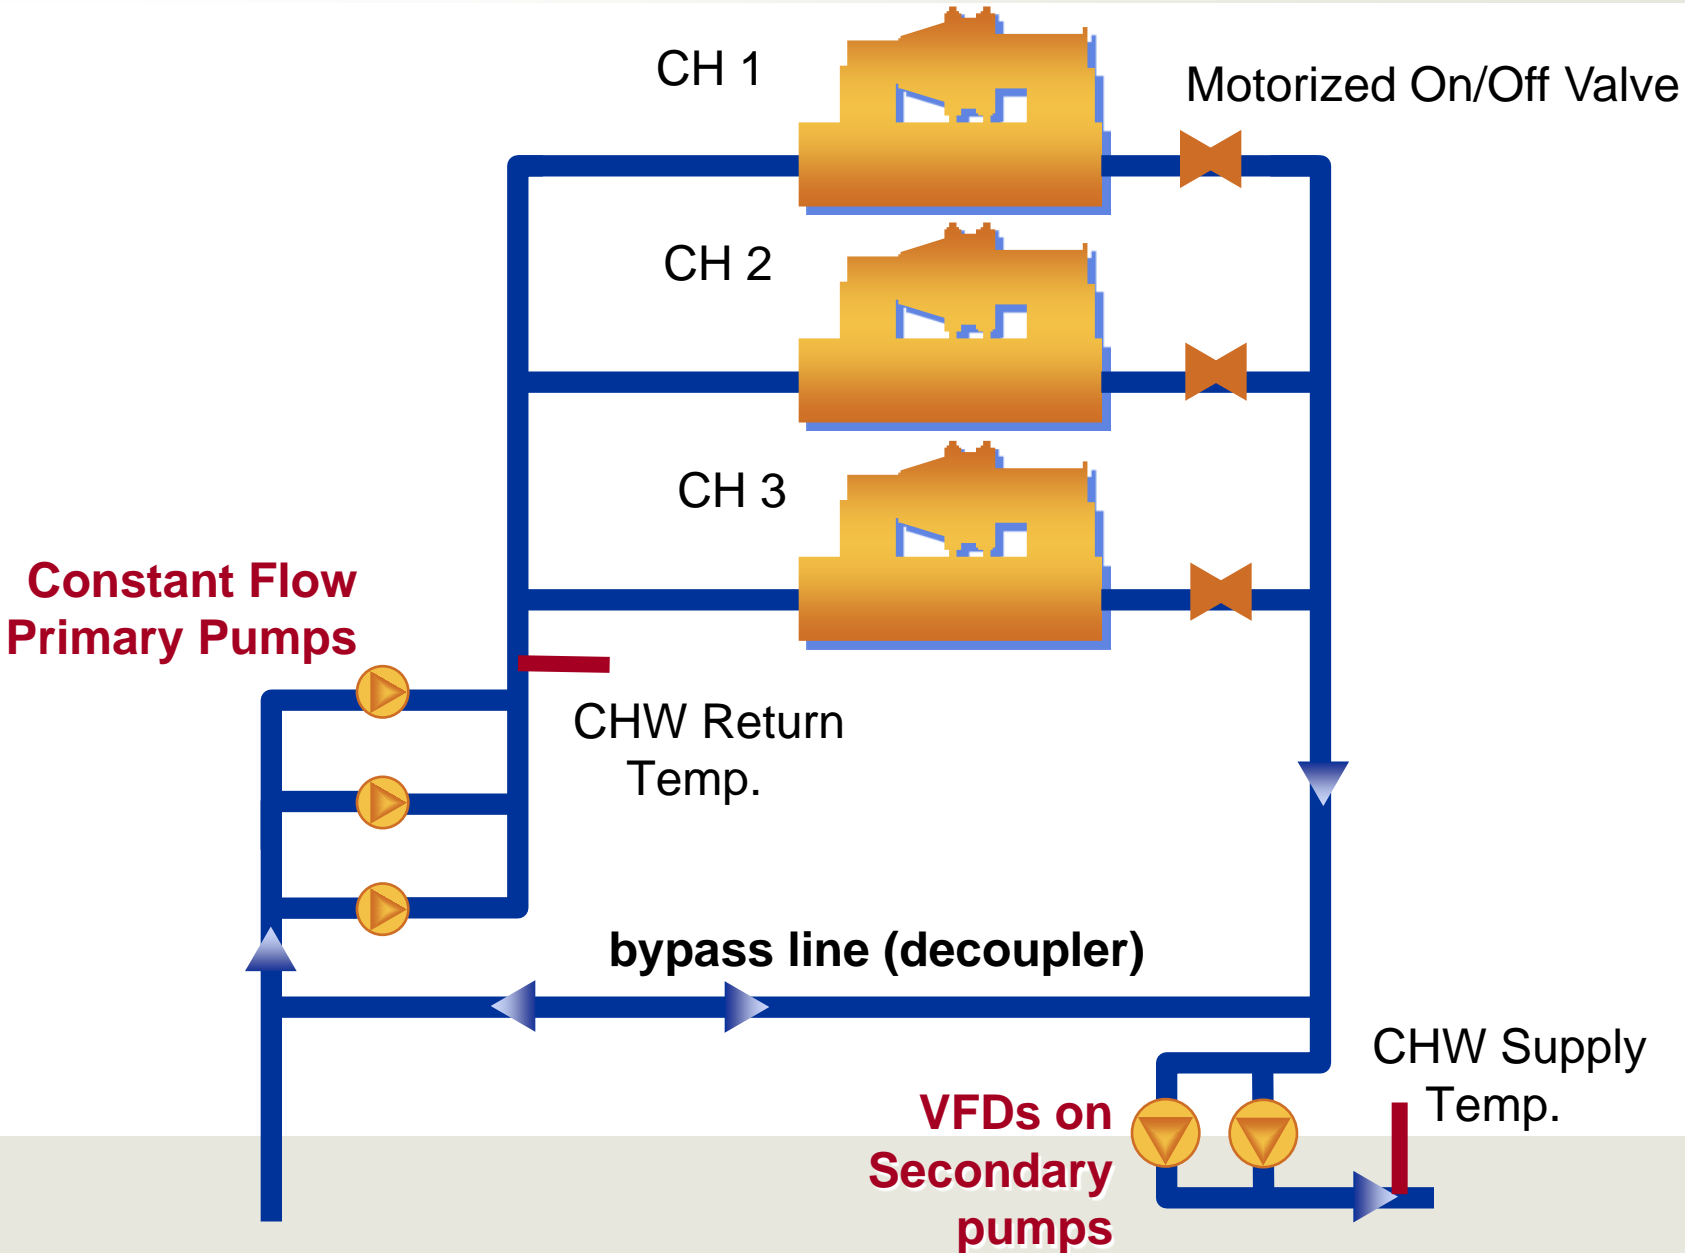 CH 1
Motorized On/Off Valve
CH 2
CH 3
Constant Flow
Primary Pumps
CHW Return
Temp.
bypass line (decoupler)
CHW Supply
Temp.
VFDs on
Secondary
pumps